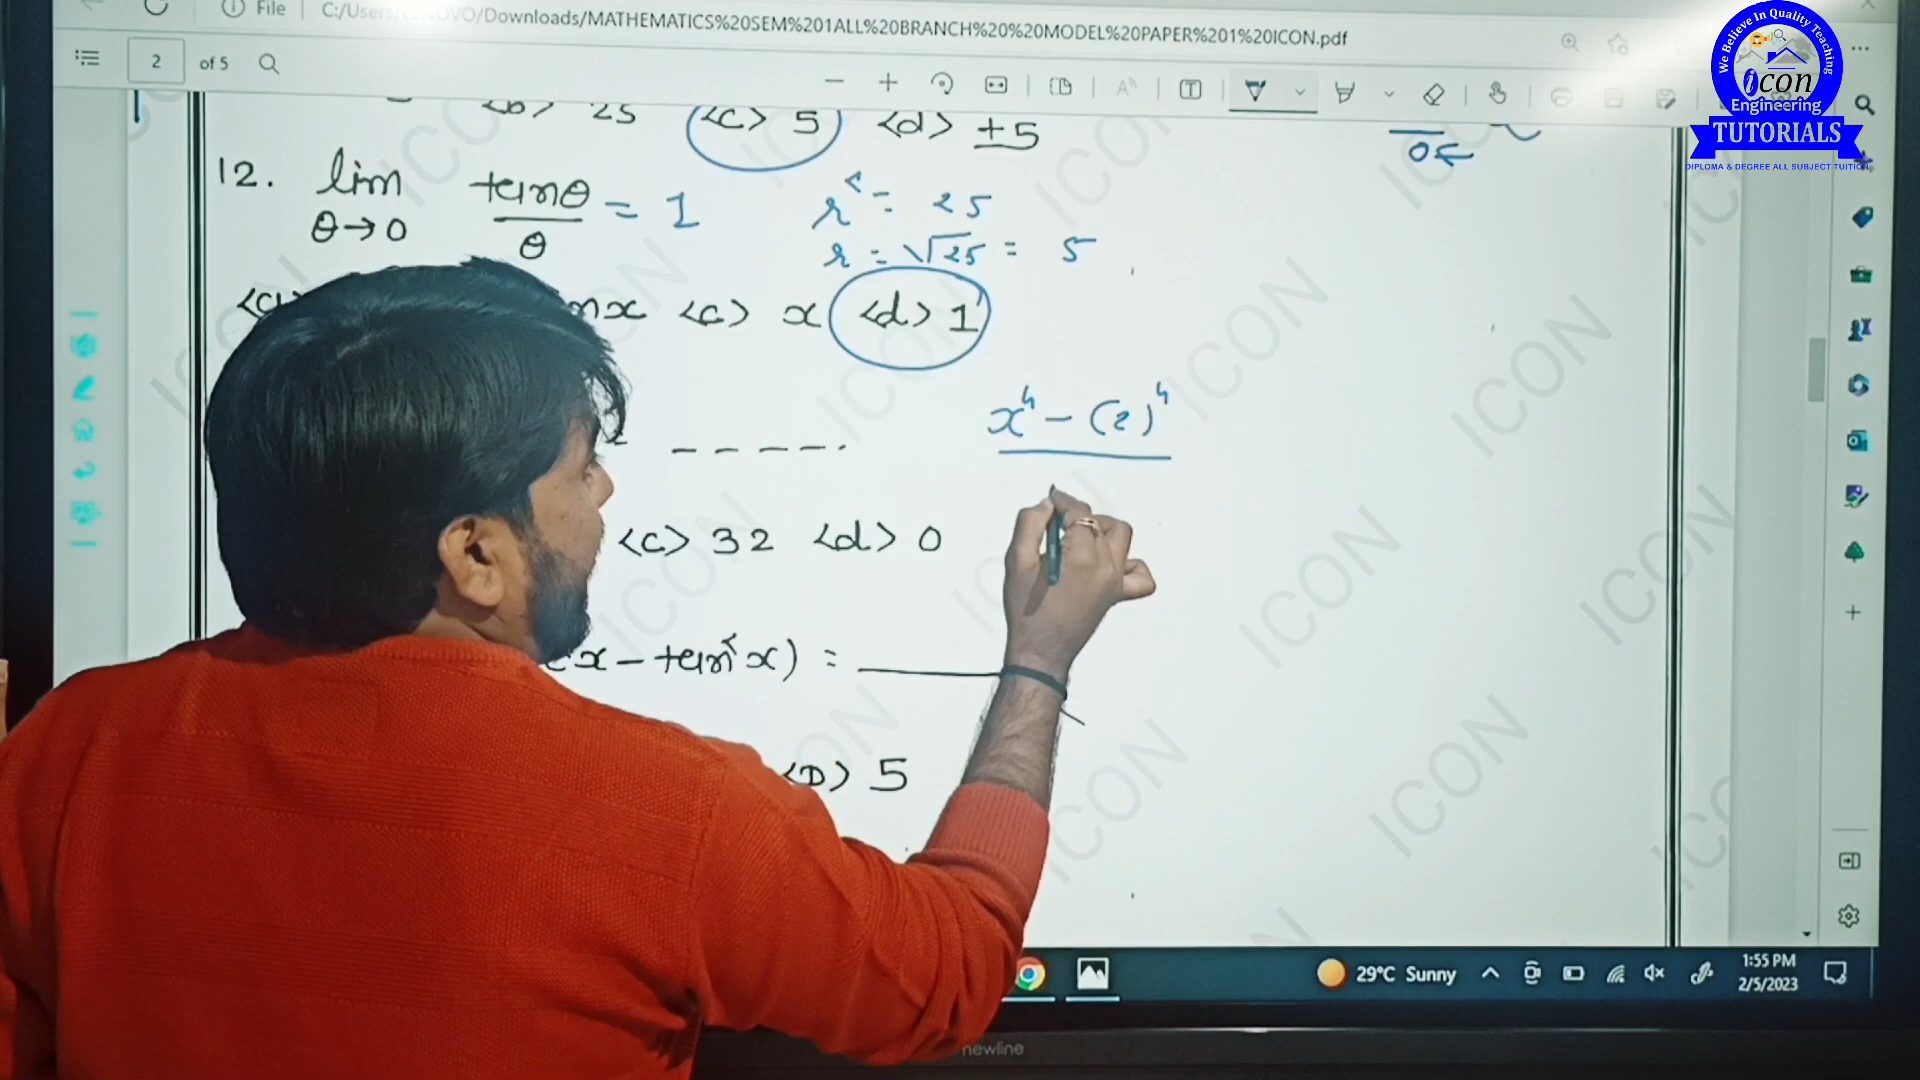 File | C:/Users/LENOVO/Downloads/MATHEMATICS%20SEM%201ALL%20BRANCH%20%20MODEL%20PAPER%201%20ICON.pdf
2 of 5
We Believe In Quality Teaching
icon
Engineering
TUTORIALS
DIPLOMA & DEGREE ALL SUBJECT TUITION
<b> 25 <c> 5 <d> ±5
12. lim θ→0 tanθ/θ = 1
r² = 25
r = √25 = 5
<c> x <d> 1
x⁴ - (2)⁴
-----.
<c> 32 <d> 0
x - tan²x) = ____
<D> 5
ICON
29°C Sunny
1:55 PM
2/5/2023
newline